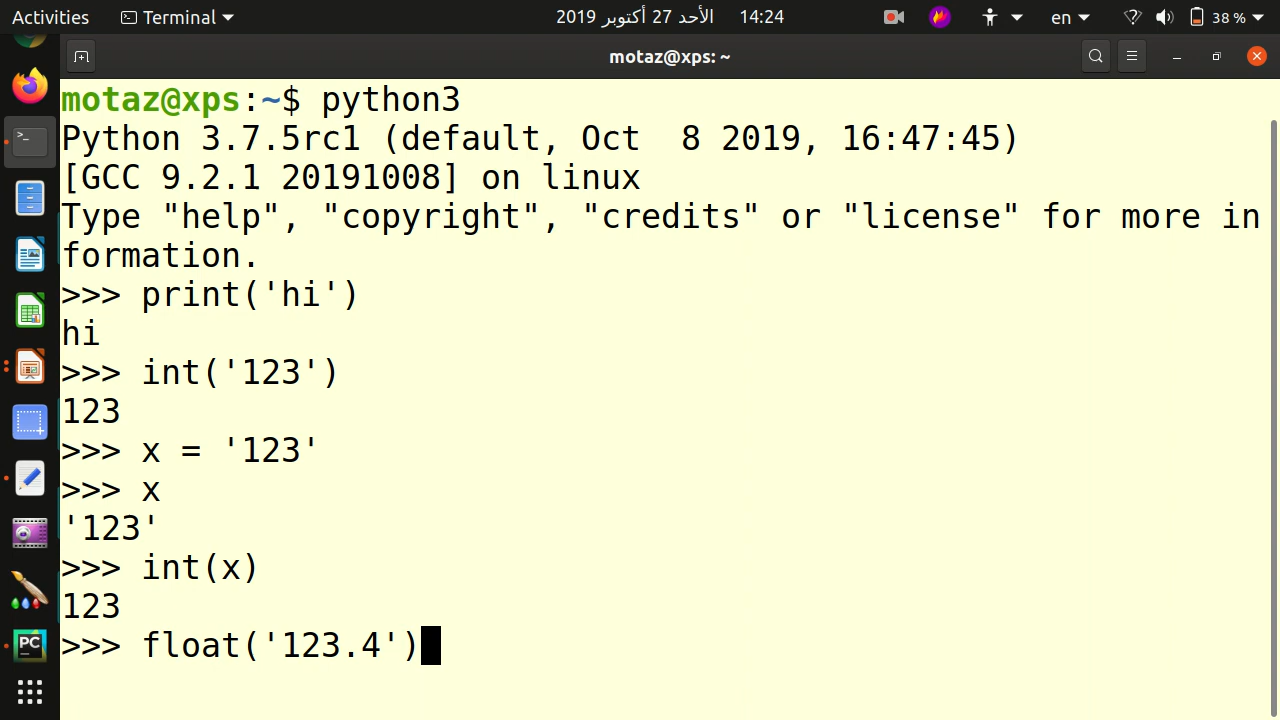 Activities
Terminal
الأحد 27 أكتوبر 2019 14:24
en
38 %
motaz@xps: ~
motaz@xps:~$ python3
Python 3.7.5rc1 (default, Oct  8 2019, 16:47:45)
[GCC 9.2.1 20191008] on linux
Type "help", "copyright", "credits" or "license" for more in
formation.
>>> print('hi')
hi
>>> int('123')
123
>>> x = '123'
>>> x
'123'
>>> int(x)
123
>>> float('123.4')
PC